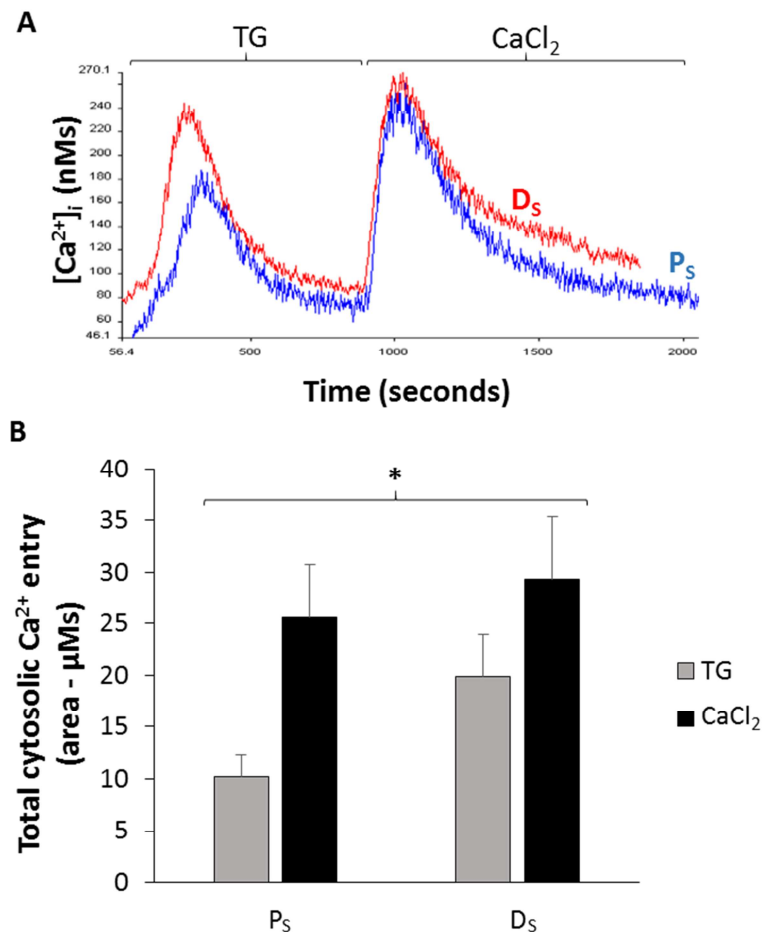 A
TG
CaCl₂
[Ca²⁺]ᵢ (nMs)
270.1
240
220
200
180
160
140
120
100
80
60
46.1
Dₛ
Pₛ
56.4
500
1000
1500
2000
Time (seconds)
B
Total cytosolic Ca²⁺ entry
(area - µMs)
40
35
30
25
20
15
10
5
0
*
TG
CaCl₂
Pₛ
Dₛ